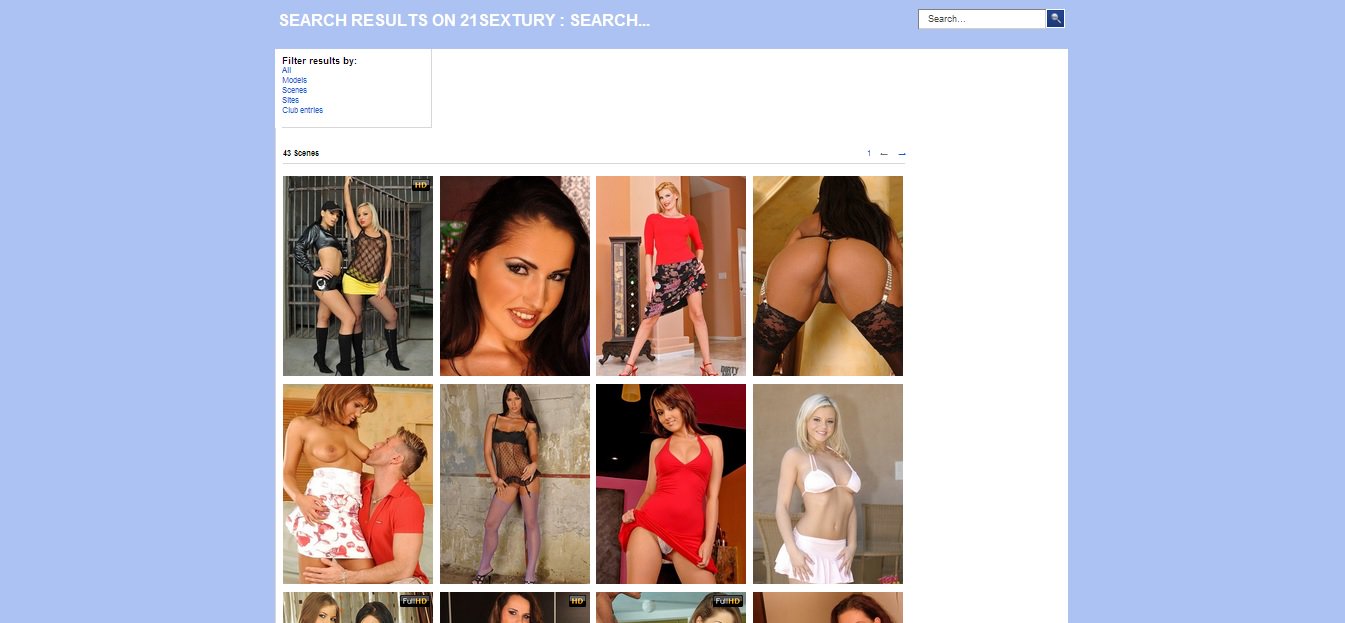 SEARCH RESULTS ON 21SEXTURY : SEARCH...
Search...
Filter results by:
All
Models
Scenes
Sites
Club entries
43 Scenes
1 ← →
HD
DIRTY
FullHD
HD
FullHD